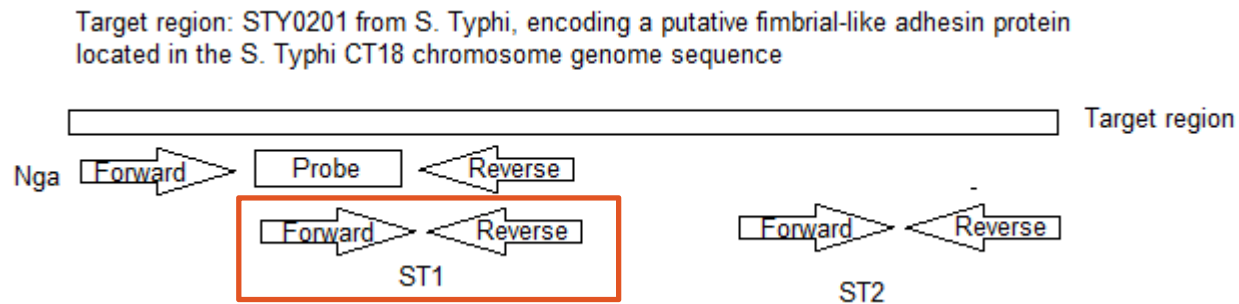 Target region: STY0201 from S. Typhi, encoding a putative fimbrial-like adhesin protein
located in the S. Typhi CT18 chromosome genome sequence
Target region
Nga Forward Probe Reverse
Forward Reverse Forward Reverse
ST1 ST2